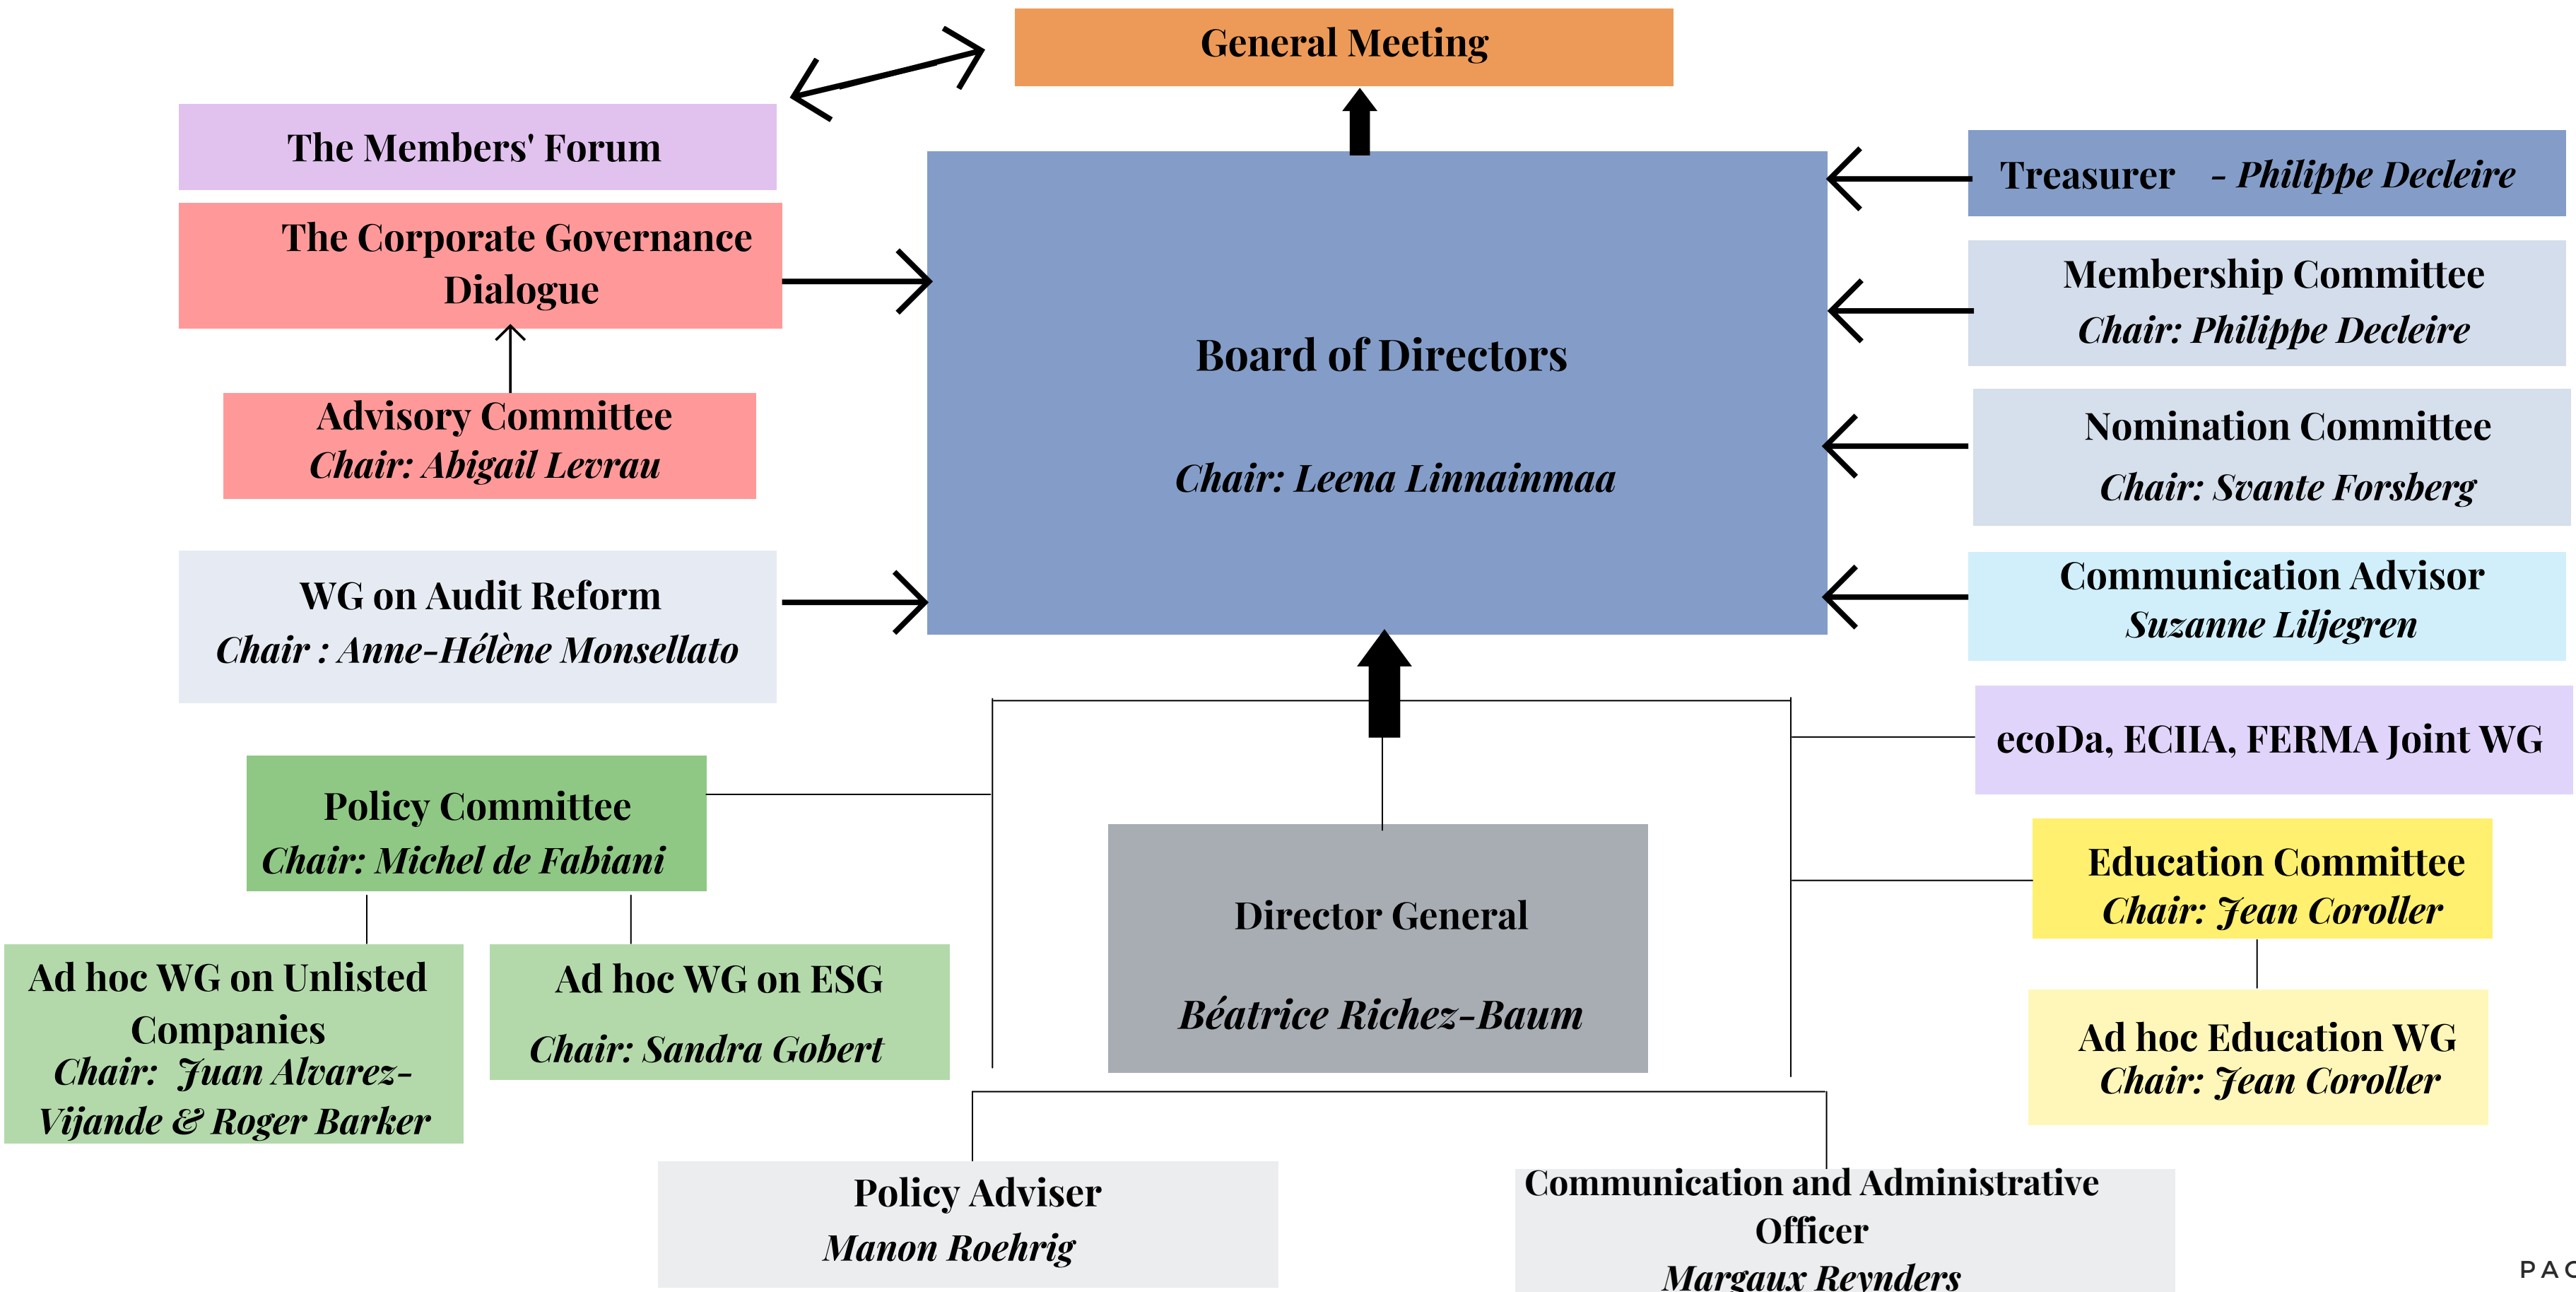 General Meeting
The Members' Forum
The Corporate Governance
Dialogue
Advisory Committee
Chair: Abigail Levrau
WG on Audit Reform
Chair : Anne-Hélène Monsellato
Board of Directors
Chair: Leena Linnainmaa
Treasurer - Philippe Decleire
Membership Committee
Chair: Philippe Decleire
Nomination Committee
Chair: Svante Forsberg
Communication Advisor
Suzanne Liljegren
ecoDa, ECIIA, FERMA Joint WG
Policy Committee
Chair: Michel de Fabiani
Ad hoc WG on Unlisted
Companies
Chair: Juan Alvarez-
Vijande & Roger Barker
Ad hoc WG on ESG
Chair: Sandra Gobert
Director General
Béatrice Richez-Baum
Education Committee
Chair: Jean Coroller
Ad hoc Education WG
Chair: Jean Coroller
Policy Adviser
Manon Roehrig
Communication and Administrative
Officer
Margaux Reynders